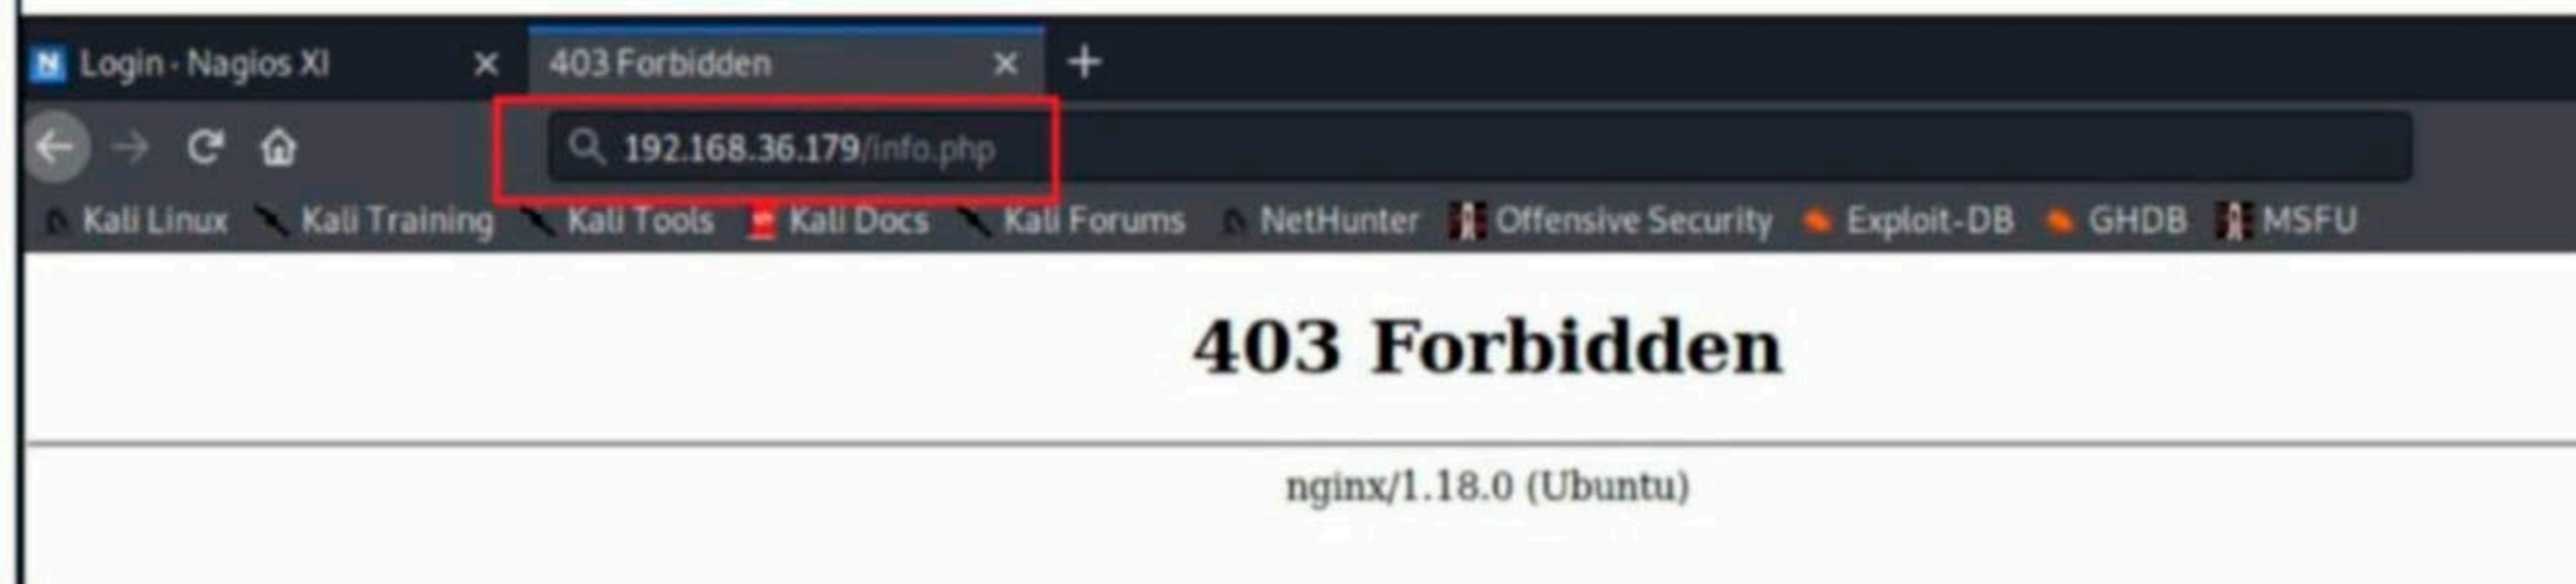 Login · Nagios XI 403 Forbidden
192.168.36.179/info.php
Kali Linux Kali Training Kali Tools Kali Docs Kali Forums NetHunter Offensive Security Exploit-DB GHDB MSFU
403 Forbidden
nginx/1.18.0 (Ubuntu)